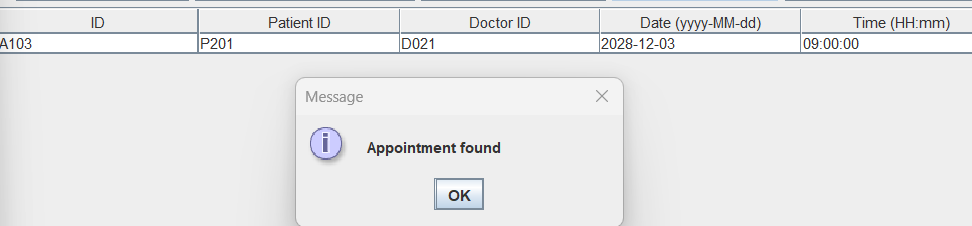 ID Patient ID Doctor ID Date (yyyy-MM-dd) Time (HH:mm)
A103 P201 D021 2028-12-03 09:00:00
Message
Appointment found
OK